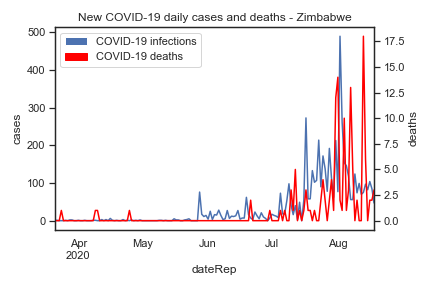 New COVID-19 daily cases and deaths - Zimbabwe
COVID-19 infections
COVID-19 deaths
500
400
300
200
100
0
cases
17.5
15.0
12.5
10.0
7.5
5.0
2.5
0.0
deaths
Apr
2020
May
Jun
Jul
Aug
dateRep